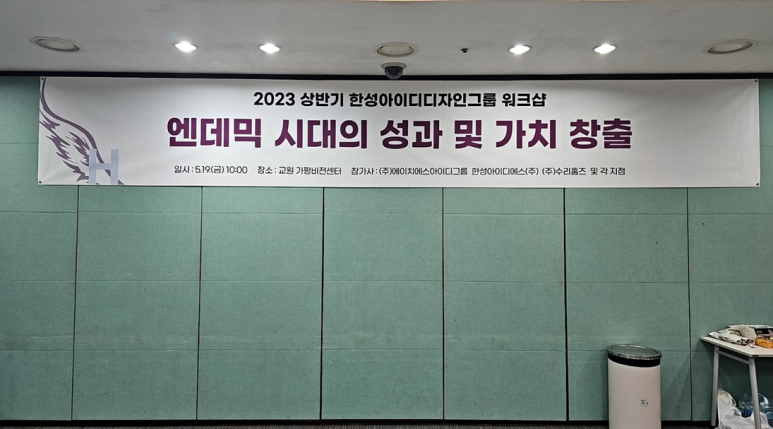 2023 상반기 한성아이디디자인그룹 워크샵
엔데믹 시대의 성과 및 가치 창출
일시 : 5.19.(금) 10:00 장소 : 교원 가평비전센터 참가사 : (주)에이치에스아이디그룹 한성아이디에스(주) (주)수리홈즈 및 각 지점
H